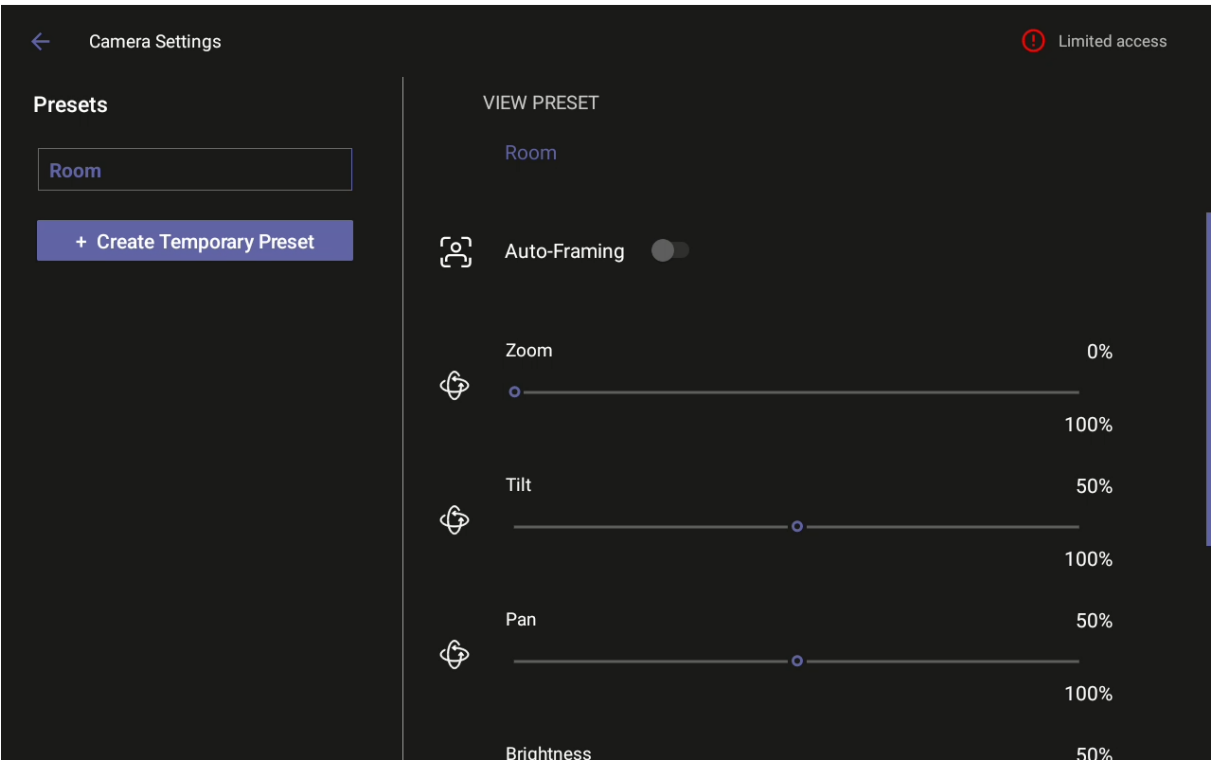 Camera Settings
Limited access
Presets
Room
+ Create Temporary Preset
VIEW PRESET
Room
Auto-Framing
Zoom 0%
100%
Tilt 50%
100%
Pan 50%
100%
Brightness 50%